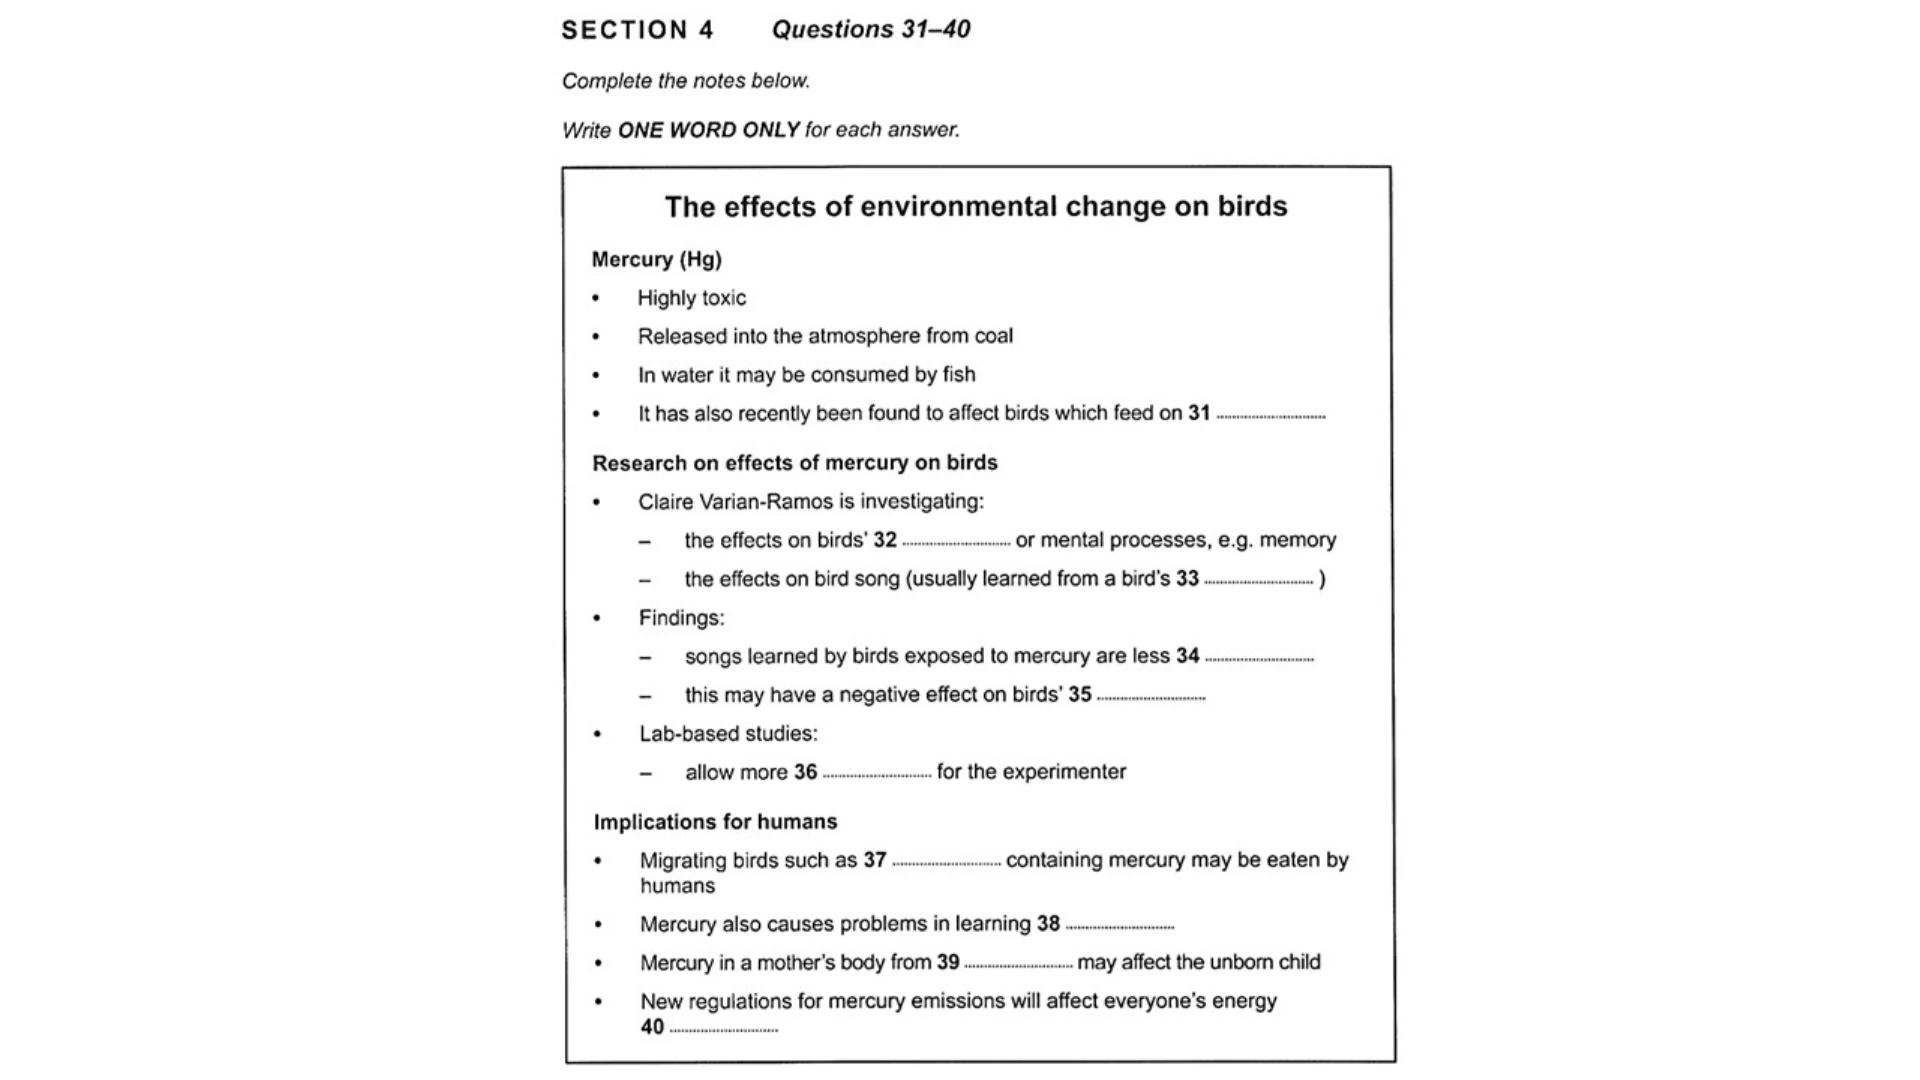 SECTION 4 Questions 31–40
Complete the notes below.
Write ONE WORD ONLY for each answer.
The effects of environmental change on birds
Mercury (Hg)
• Highly toxic
• Released into the atmosphere from coal
• In water it may be consumed by fish
• It has also recently been found to affect birds which feed on 31 ..............................
Research on effects of mercury on birds
• Claire Varian-Ramos is investigating:
– the effects on birds' 32 .............................. or mental processes, e.g. memory
– the effects on bird song (usually learned from a bird's 33 .............................. )
• Findings:
– songs learned by birds exposed to mercury are less 34 ..............................
– this may have a negative effect on birds' 35 ..............................
• Lab-based studies:
– allow more 36 .............................. for the experimenter
Implications for humans
• Migrating birds such as 37 .............................. containing mercury may be eaten by
humans
• Mercury also causes problems in learning 38 ..............................
• Mercury in a mother's body from 39 .............................. may affect the unborn child
• New regulations for mercury emissions will affect everyone's energy
40 ..............................